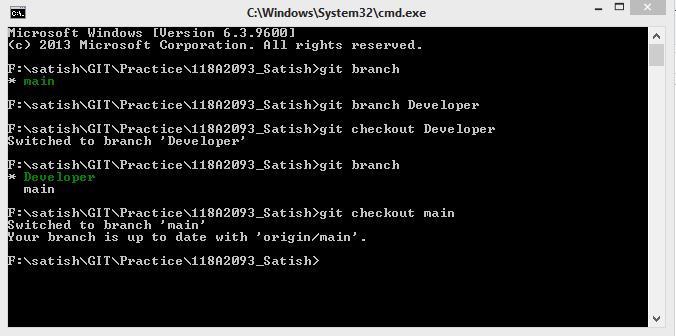 C:\Windows\System32\cmd.exe
Microsoft Windows [Version 6.3.9600]
(c) 2013 Microsoft Corporation. All rights reserved.
F:\satish\GIT\Practice\118A2093_Satish>git branch
* main
F:\satish\GIT\Practice\118A2093_Satish>git branch Developer
F:\satish\GIT\Practice\118A2093_Satish>git checkout Developer
Switched to branch 'Developer'
F:\satish\GIT\Practice\118A2093_Satish>git branch
* Developer
main
F:\satish\GIT\Practice\118A2093_Satish>git checkout main
Switched to branch 'main'
Your branch is up to date with 'origin/main'.
F:\satish\GIT\Practice\118A2093_Satish>